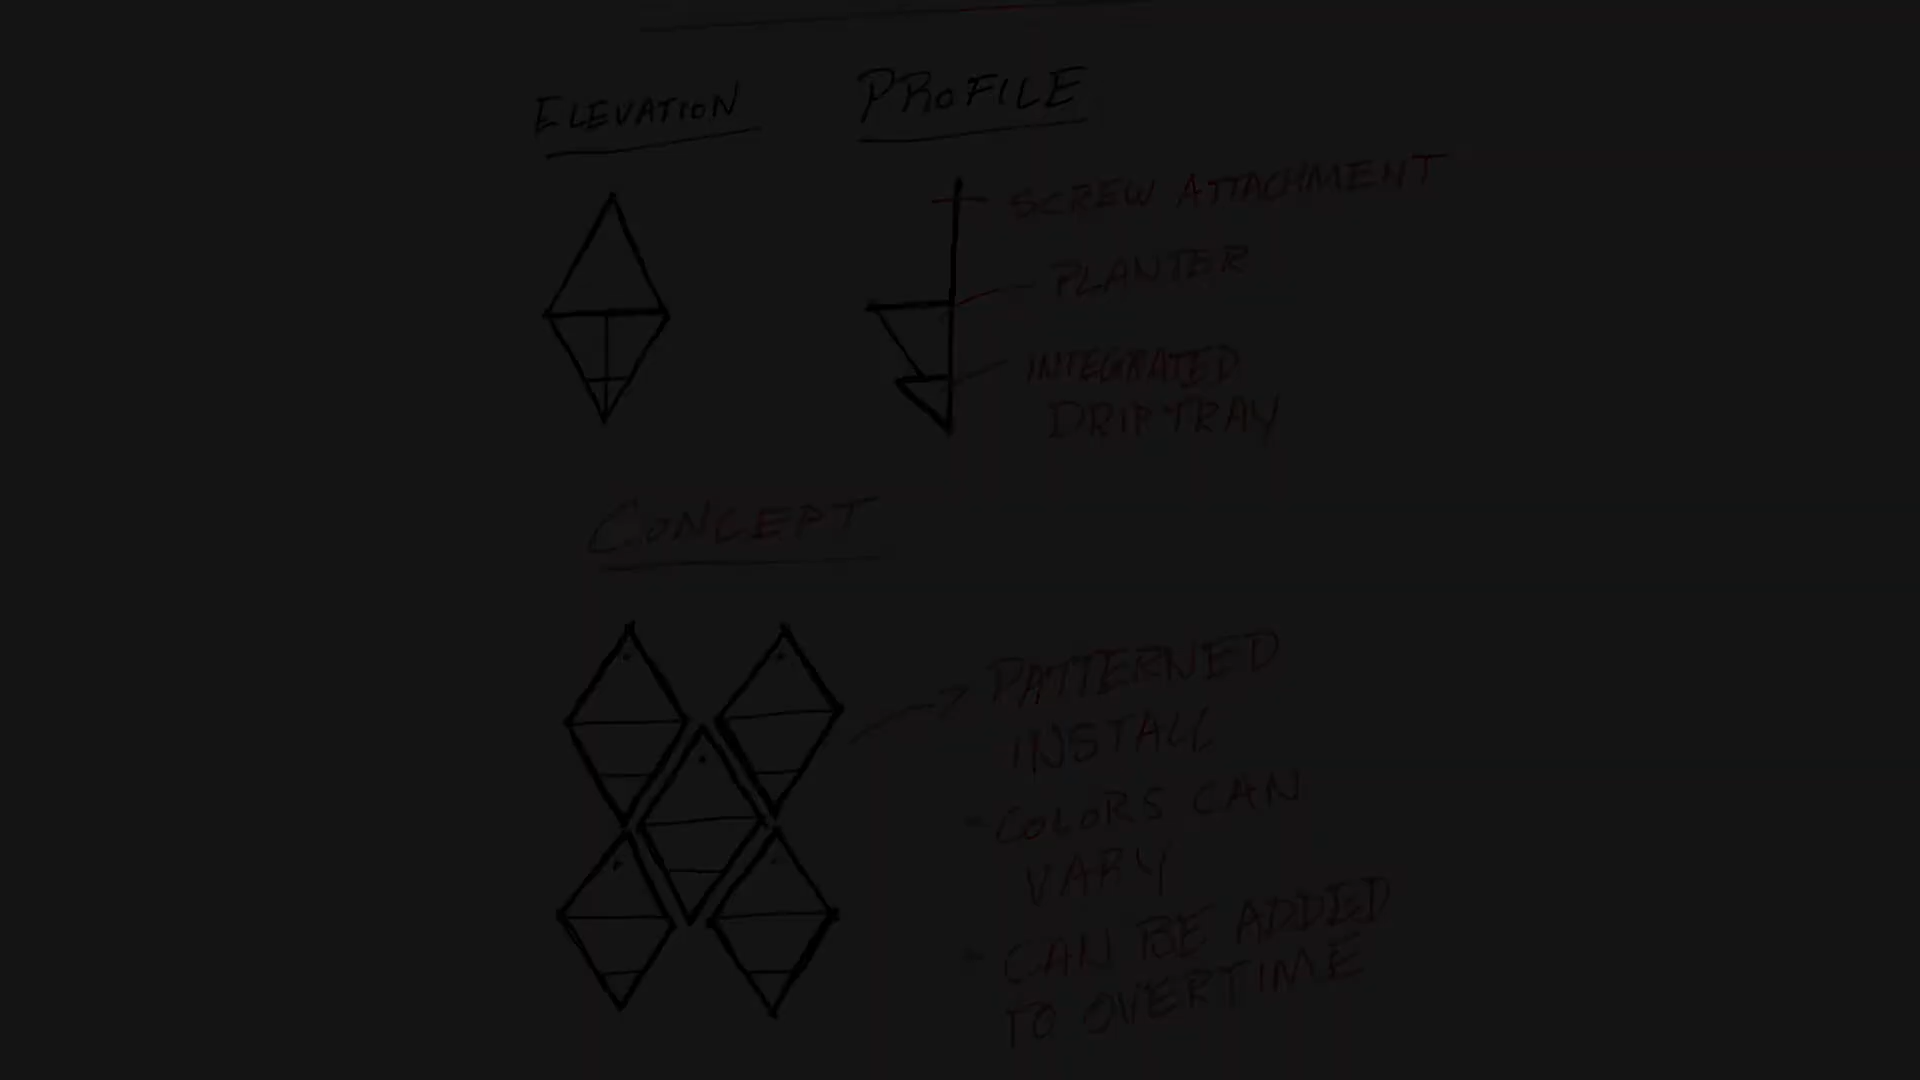 ELEVATION
PROFILE
SCREW ATTACHMENT
PLANTER
INTEGRATED
DRIP TRAY
CONCEPT
PATTERNED
INSTALL
- COLORS CAN
VARY
- CAN BE ADDED
TO OVERTIME